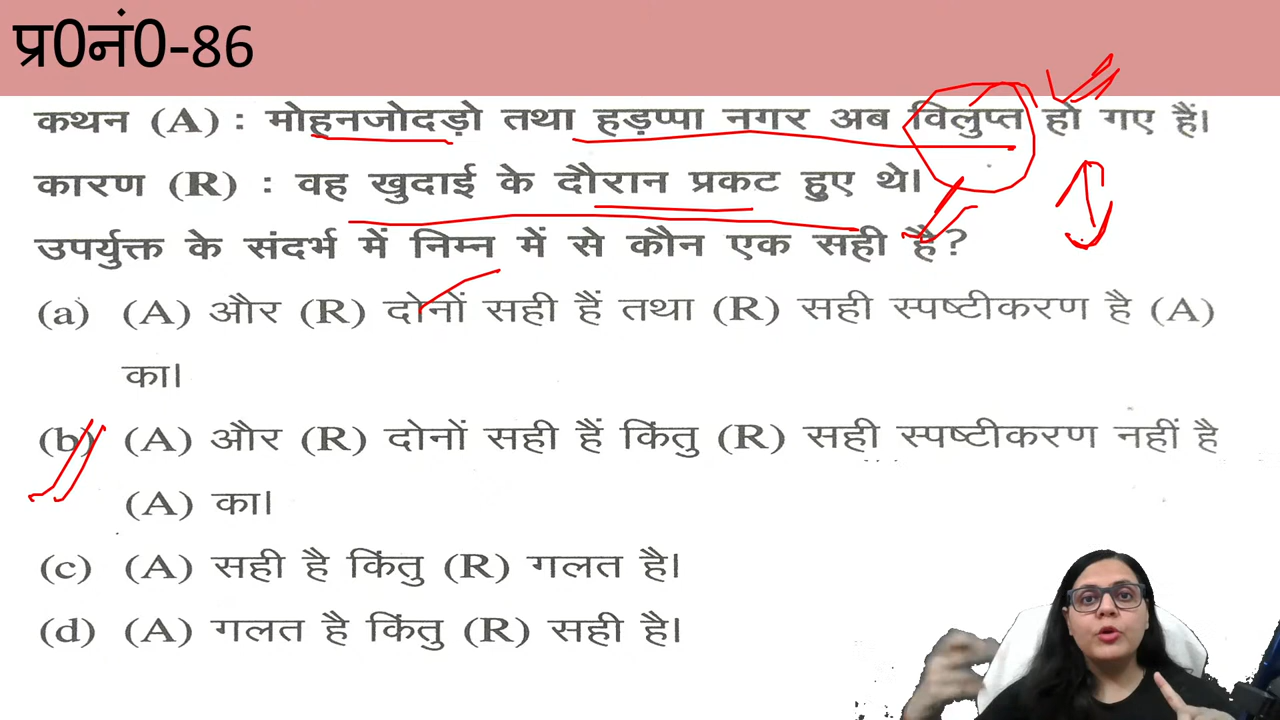 प्र0नं0-86
कथन (A) : मोहनजोदड़ो तथा हड़प्पा नगर अब विलुप्त हो गए हैं।
कारण (R) : वह खुदाई के दौरान प्रकट हुए थे।
उपर्युक्त के संदर्भ में निम्न में से कौन एक सही है?
(a) (A) और (R) दोनों सही हैं तथा (R) सही स्पष्टीकरण है (A)
का।
(b) (A) और (R) दोनों सही हैं किंतु (R) सही स्पष्टीकरण नहीं है
(A) का।
(c) (A) सही है किंतु (R) गलत है।
(d) (A) गलत है किंतु (R) सही है।